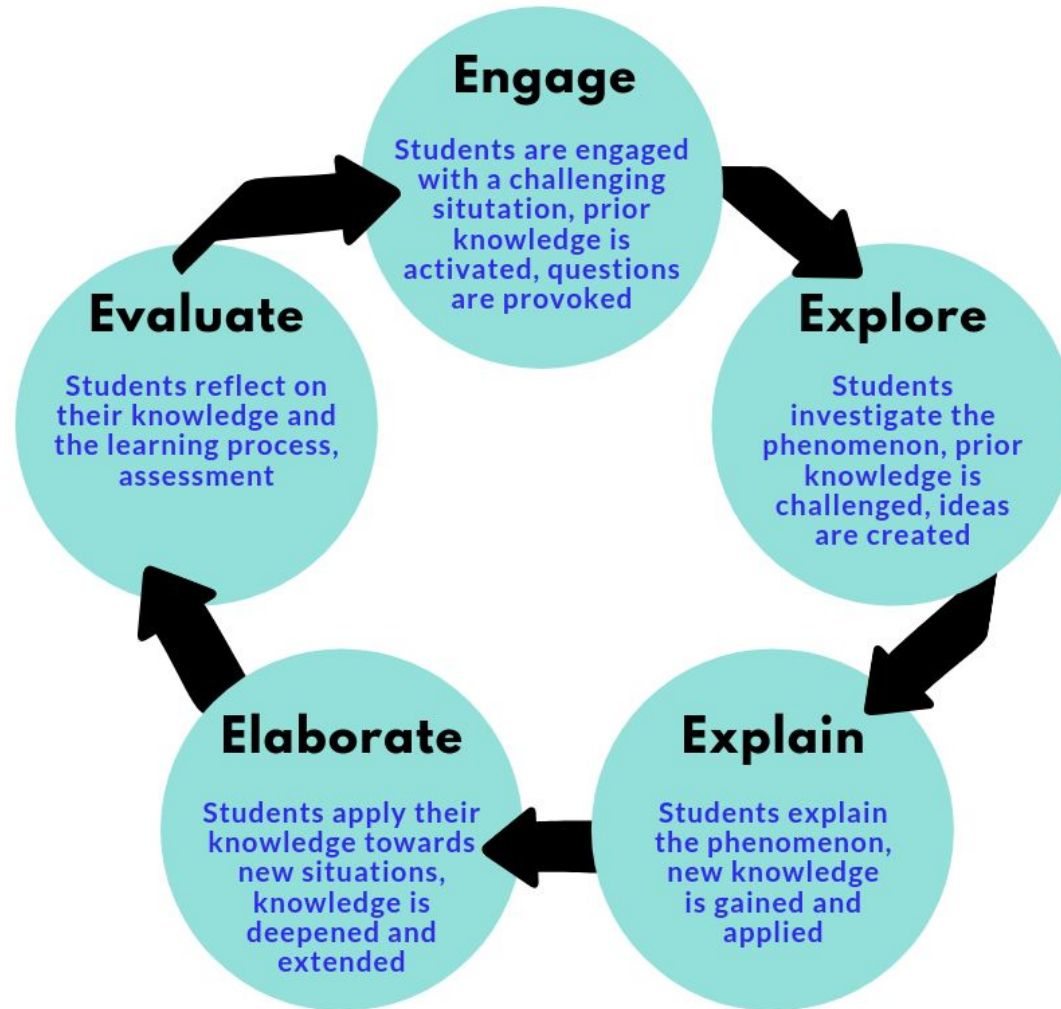 Engage
Students are engaged
with a challenging
situtation, prior
knowledge is
activated, questions
are provoked
Explore
Students
investigate the
phenomenon, prior
knowledge is
challenged, ideas
are created
Explain
Students explain
the phenomenon,
new knowledge
is gained and
applied
Elaborate
Students apply their
knowledge towards
new situations,
knowledge is
deepened and
extended
Evaluate
Students reflect on
their knowledge and
the learning process,
assessment